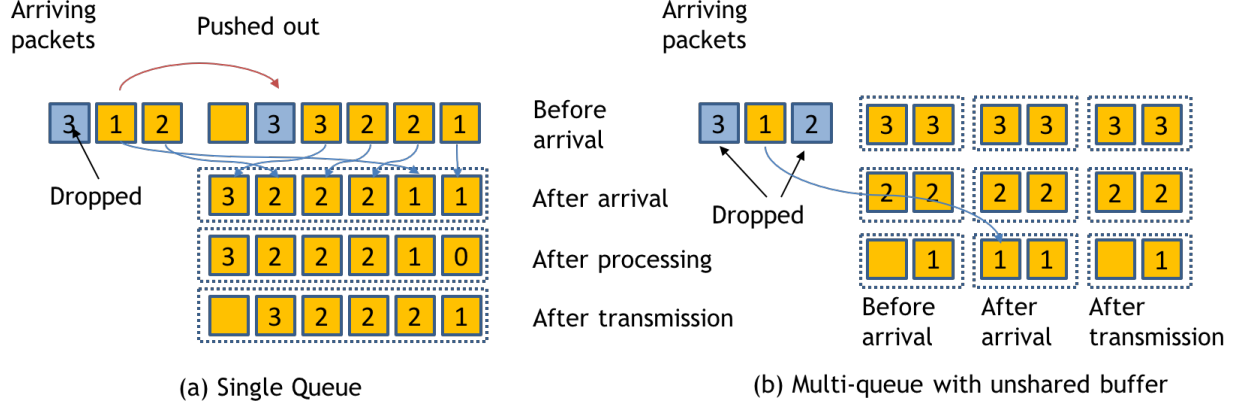 Arriving
packets
Pushed out
3 1 2 3 3 2 2 1
Before
arrival
Dropped
3 2 2 2 1 1
After arrival
3 2 2 2 1 0
After processing
3 2 2 2 1
After transmission
(a) Single Queue
Arriving
packets
3 1 2
3 3 3 3 3 3
Dropped
2 2 2 2 2 2
1 1 1 1
Before
arrival
After
arrival
After
transmission
(b) Multi-queue with unshared buffer